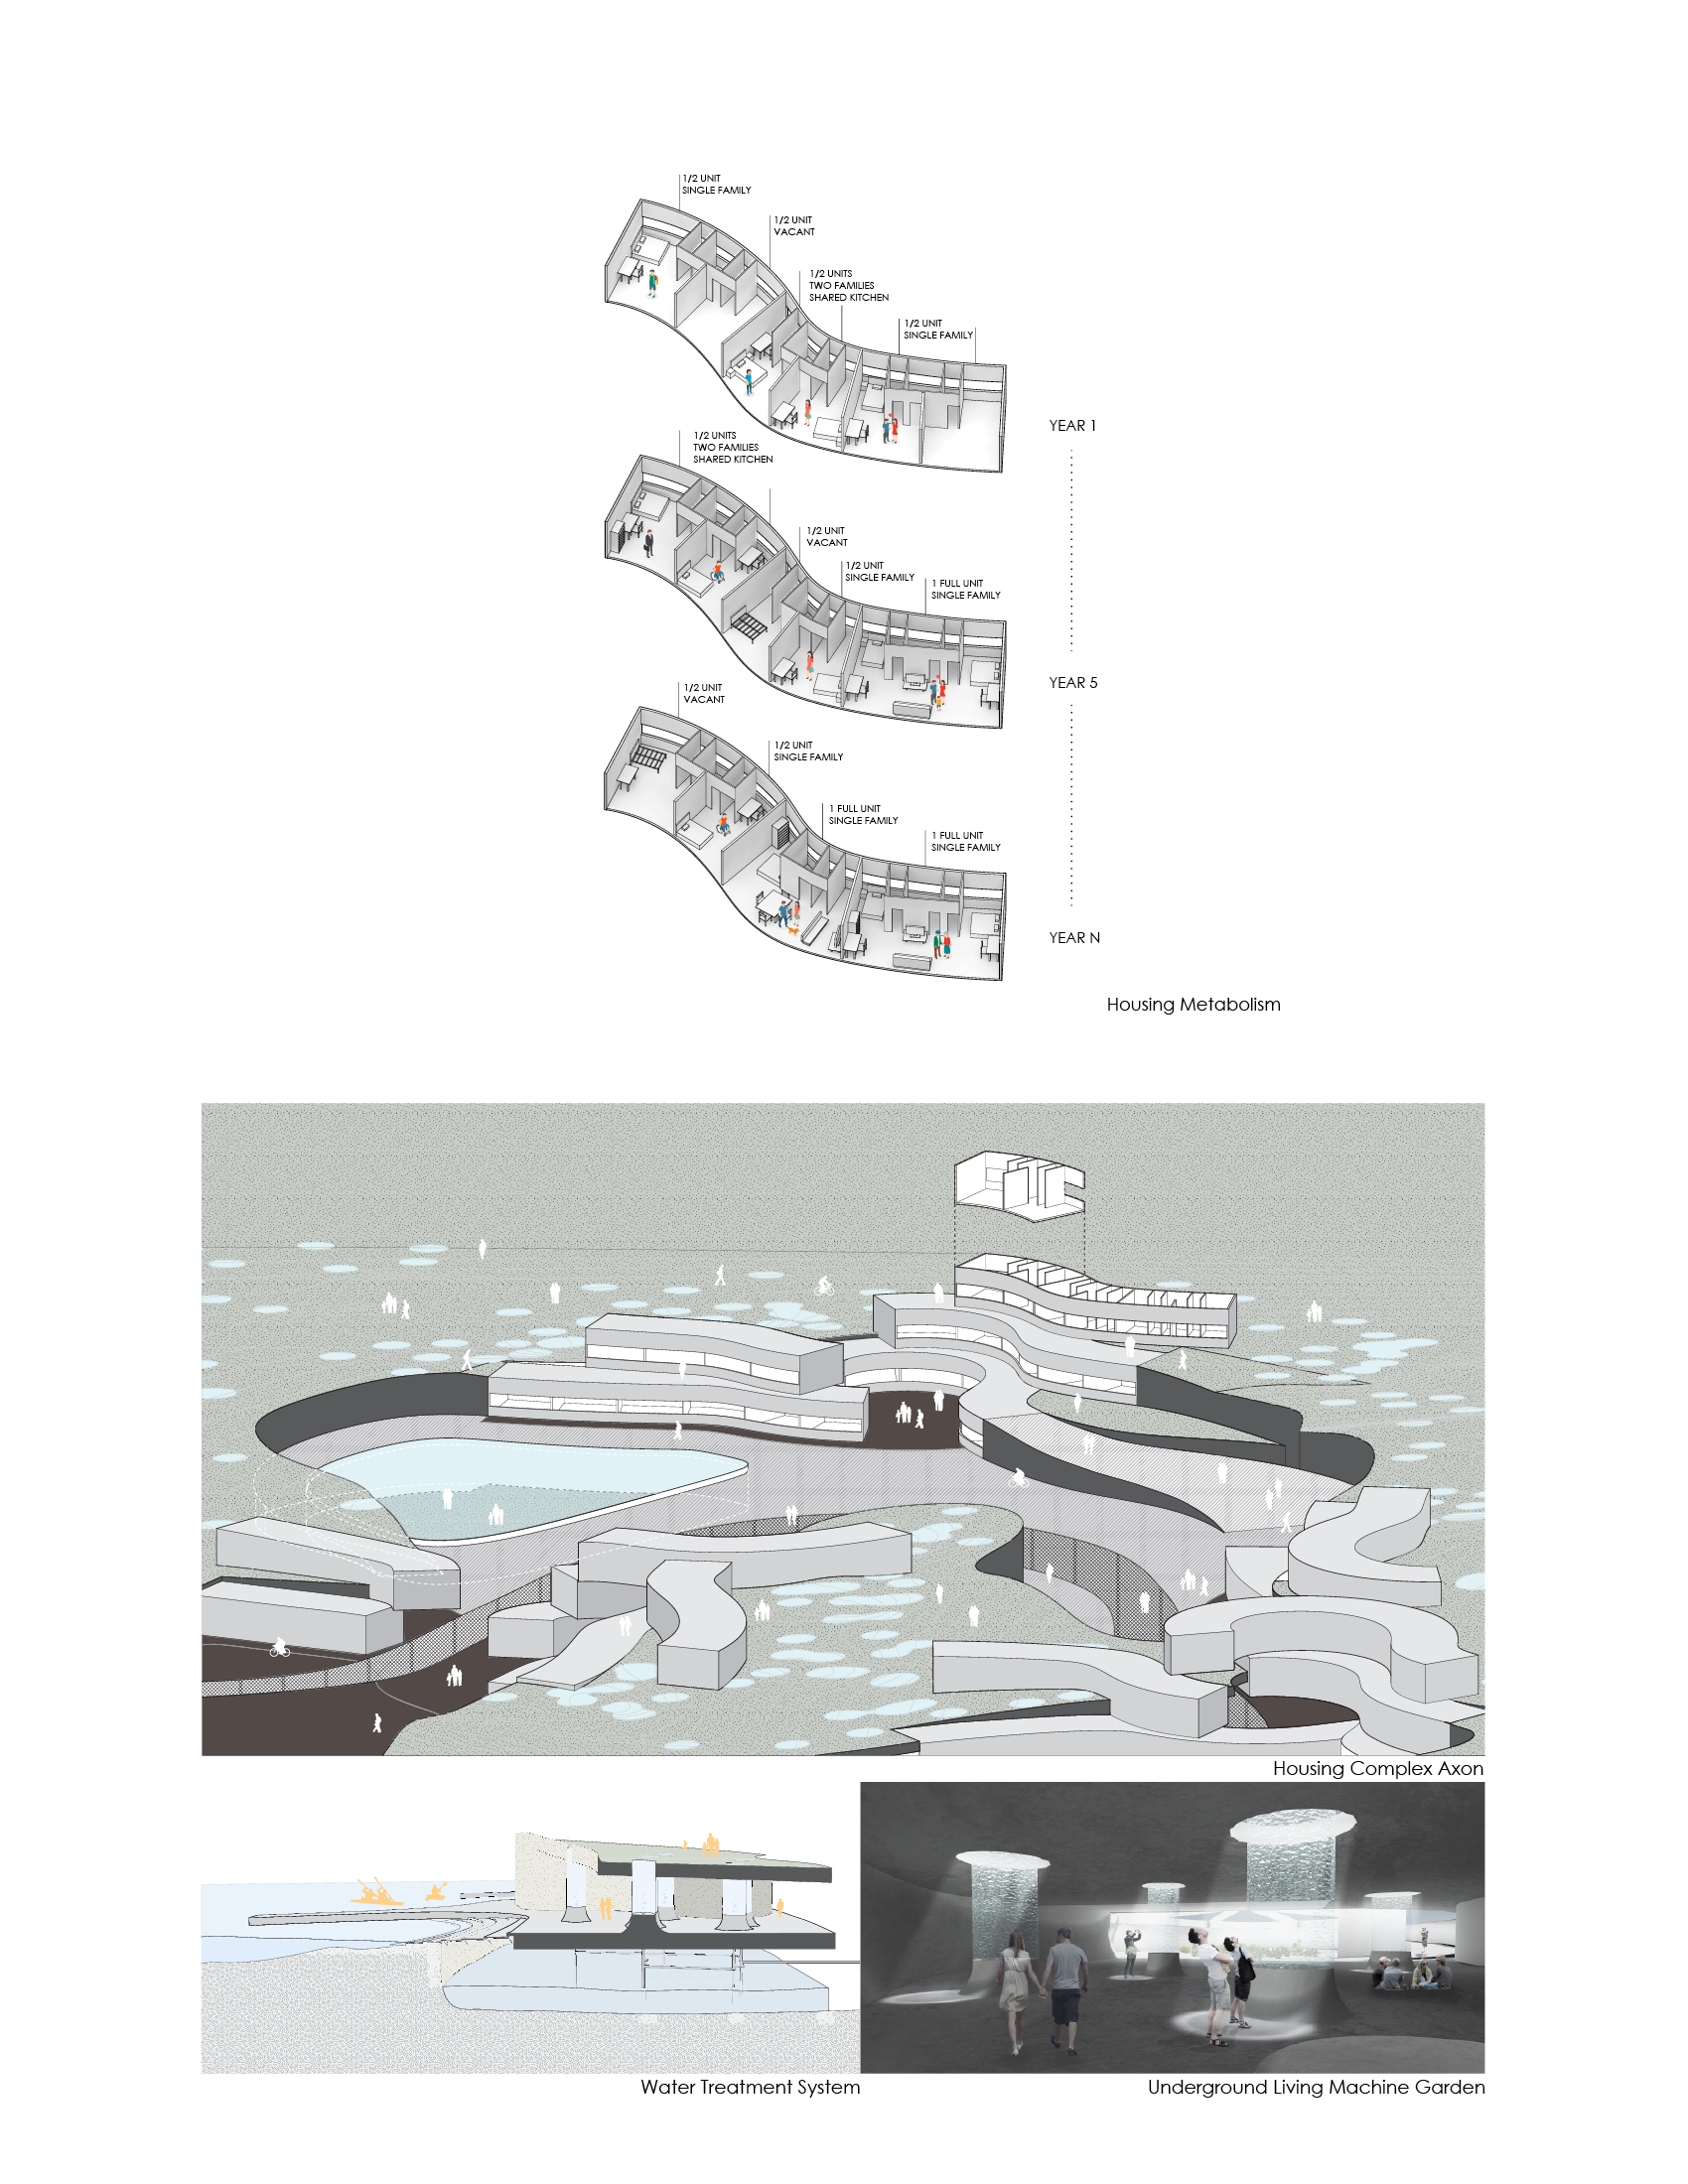 1/2 UNIT
SINGLE FAMILY
1/2 UNIT
VACANT
1/2 UNITS
TWO FAMILIES
SHARED KITCHEN
1/2 UNIT
SINGLE FAMILY
YEAR 1
1/2 UNITS
TWO FAMILIES
SHARED KITCHEN
1/2 UNIT
VACANT
1/2 UNIT
SINGLE FAMILY
1 FULL UNIT
SINGLE FAMILY
YEAR 5
1/2 UNIT
VACANT
1/2 UNIT
SINGLE FAMILY
1 FULL UNIT
SINGLE FAMILY
1 FULL UNIT
SINGLE FAMILY
YEAR N
Housing Metabolism
Housing Complex Axon
Water Treatment System
Underground Living Machine Garden